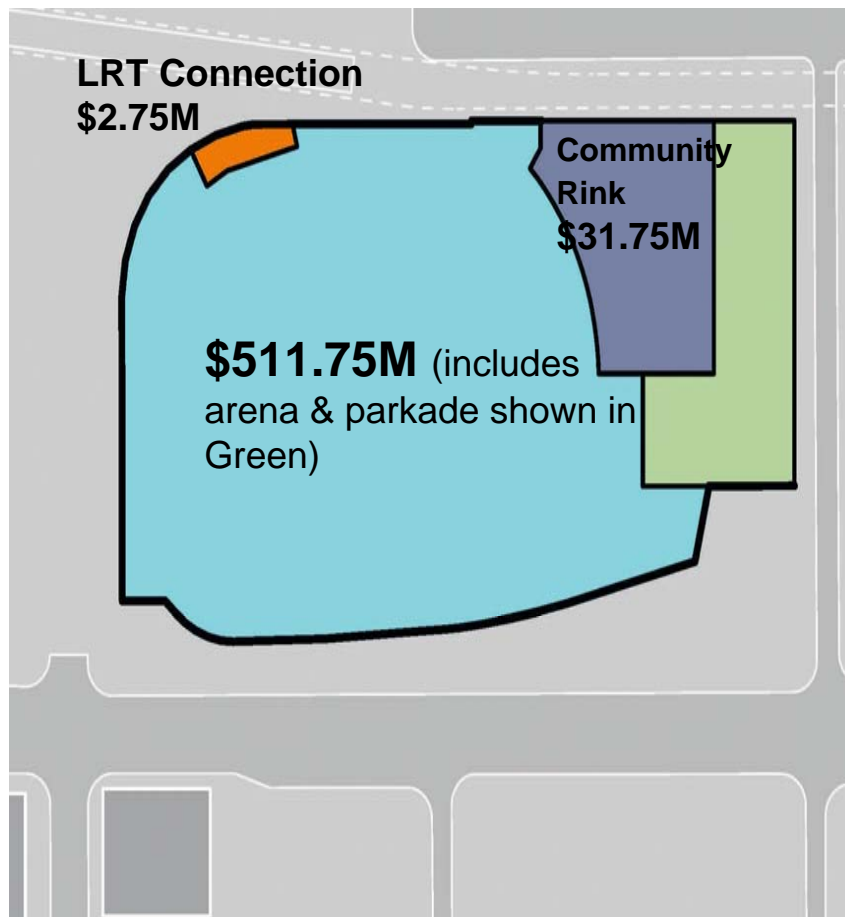 LRT Connection
$2.75M
Community
Rink
$31.75M
$511.75M (includes
arena & parkade shown in
Green)